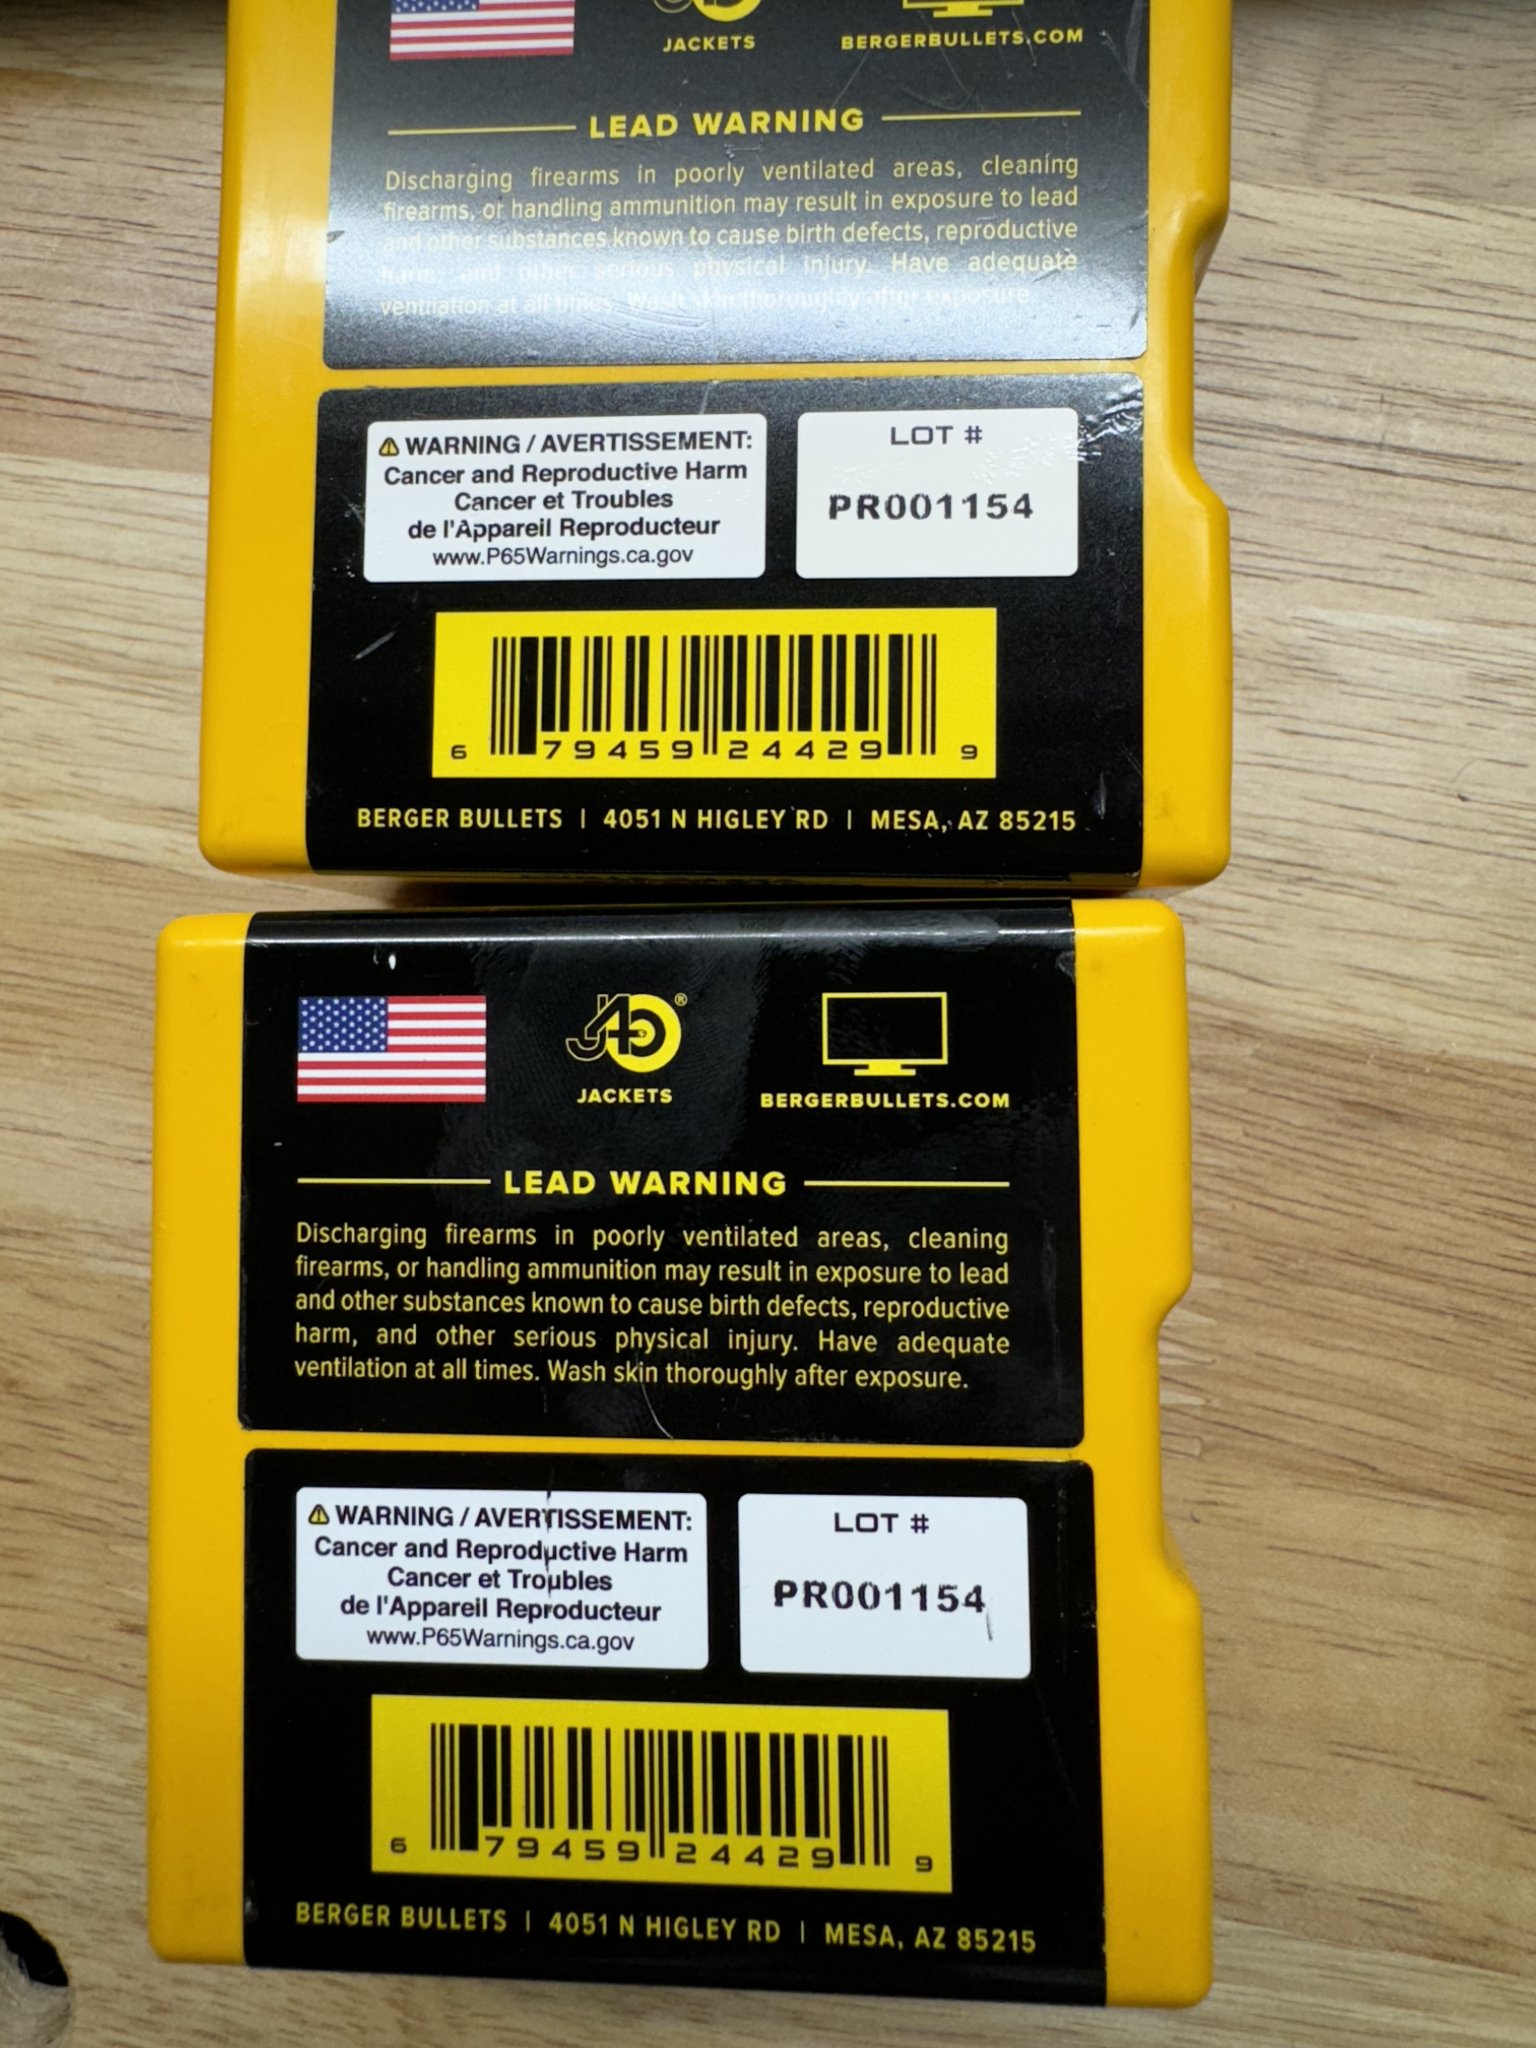 JACKETS
BERGERBULLETS.COM
LEAD WARNING
Discharging firearms in poorly ventilated areas, cleaning
firearms, or handling ammunition may result in exposure to lead
and other substances known to cause birth defects, reproductive
harm, and other serious physical injury. Have adequate
ventilation at all times. Wash skin thoroughly after exposure.
WARNING / AVERTISSEMENT:
Cancer and Reproductive Harm
Cancer et Troubles
de l'Appareil Reproducteur
www.P65Warnings.ca.gov
LOT #
PR001154
6 79459 24429 9
BERGER BULLETS | 4051 N HIGLEY RD | MESA, AZ 85215
J4®
JACKETS
BERGERBULLETS.COM
LEAD WARNING
Discharging firearms in poorly ventilated areas, cleaning
firearms, or handling ammunition may result in exposure to lead
and other substances known to cause birth defects, reproductive
harm, and other serious physical injury. Have adequate
ventilation at all times. Wash skin thoroughly after exposure.
WARNING / AVERTISSEMENT:
Cancer and Reproductive Harm
Cancer et Troubles
de l'Appareil Reproducteur
www.P65Warnings.ca.gov
LOT #
PR001154
6 79459 24429 9
BERGER BULLETS | 4051 N HIGLEY RD | MESA, AZ 85215